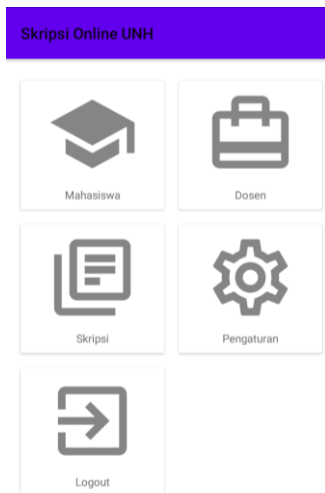 Skripsi Online UNH
Mahasiswa
Dosen
Skripsi
Pengaturan
Logout